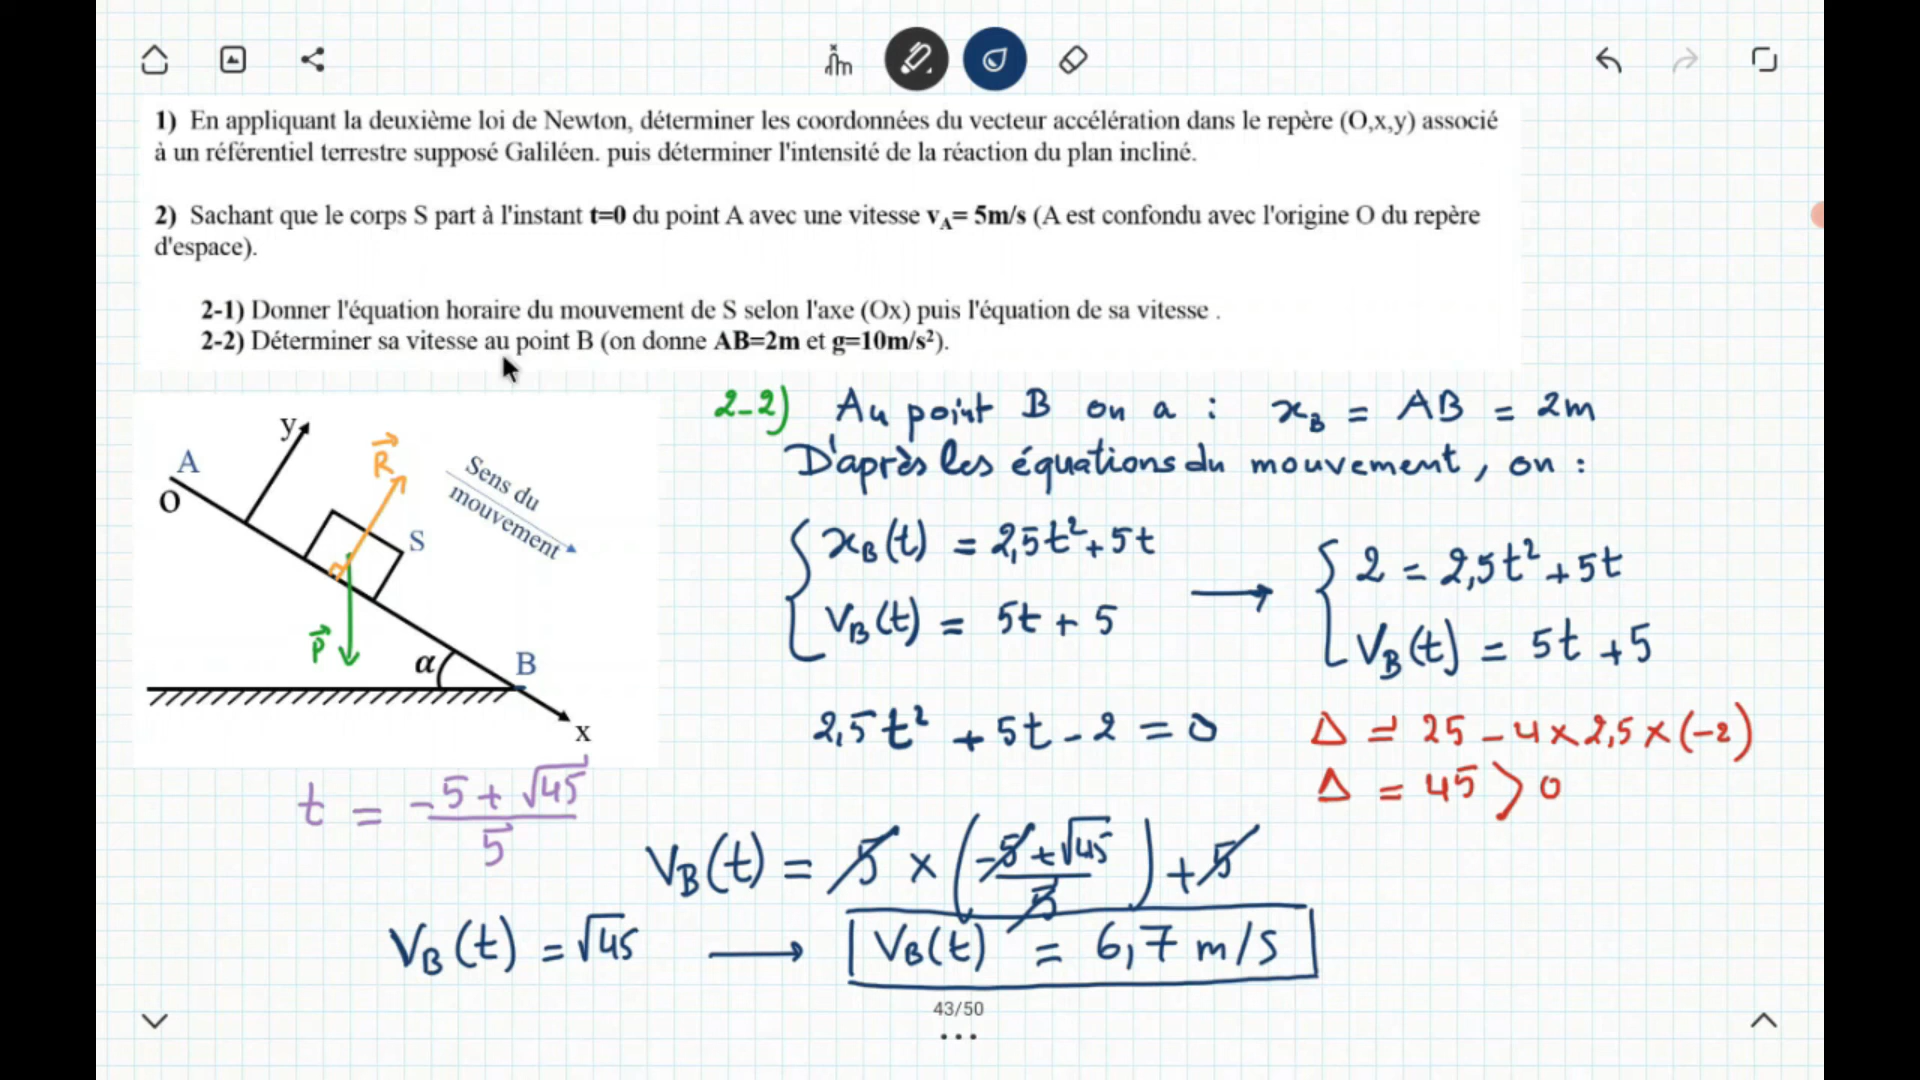 1) En appliquant la deuxième loi de Newton, déterminer les coordonnées du vecteur accélération dans le repère (O,x,y) associé
à un référentiel terrestre supposé Galiléen. puis déterminer l'intensité de la réaction du plan incliné.
2) Sachant que le corps S part à l'instant t=0 du point A avec une vitesse vA= 5m/s (A est confondu avec l'origine O du repère
d'espace).
2-1) Donner l'équation horaire du mouvement de S selon l'axe (Ox) puis l'équation de sa vitesse .
2-2) Déterminer sa vitesse au point B (on donne AB=2m et g=10m/s²).
y
A
O
R
Sens du
mouvement
S
P
α
B
x
2-2) Au point B on a : xB = AB = 2m
D'après les équations du mouvement, on :
xB(t) = 2,5t² + 5t
VB(t) = 5t + 5
2 = 2,5t² + 5t
VB(t) = 5t + 5
2,5t² + 5t - 2 = 0
Δ = 25 - 4 × 2,5 × (-2)
Δ = 45 > 0
t = (-5 + √45)/5
VB(t) = 5 × ((-5 + √45)/5) + 5
VB(t) = √45 → VB(t) = 6,7 m/s
43/50